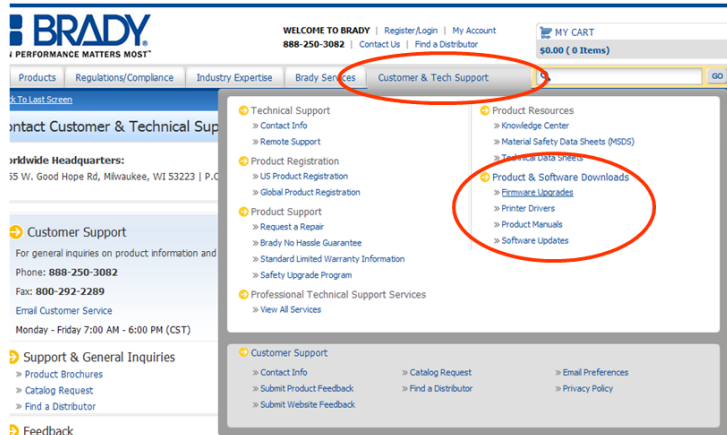 BRADY
PERFORMANCE MATTERS MOST
WELCOME TO BRADY | Register/Login | My Account
888-250-3082 | Contact Us | Find a Distributor
MY CART
$0.00 ( 0 Items)
Products
Regulations/Compliance
Industry Expertise
Brady Services
Customer & Tech Support
GO
To Last Screen
Contact Customer & Technical Sup
Worldwide Headquarters:
W. Good Hope Rd, Milwaukee, WI 53223 | P.O
Customer Support
For general inquiries on product information and
Phone: 888-250-3082
Fax: 800-292-2289
Email Customer Service
Monday - Friday 7:00 AM - 6:00 PM (CST)
Support & General Inquiries
» Product Brochures
» Catalog Request
» Find a Distributor
Feedback
Technical Support
» Contact Info
» Remote Support
Product Registration
» US Product Registration
» Global Product Registration
Product Support
» Request a Repair
» Brady No Hassle Guarantee
» Standard Limited Warranty Information
» Safety Upgrade Program
Professional Technical Support Services
» View All Services
Product Resources
» Knowledge Center
» Material Safety Data Sheets (MSDS)
» Technical Data Sheets
Product & Software Downloads
» Firmware Upgrades
» Printer Drivers
» Product Manuals
» Software Updates
Customer Support
» Contact Info
» Submit Product Feedback
» Submit Website Feedback
» Catalog Request
» Find a Distributor
» Email Preferences
» Privacy Policy